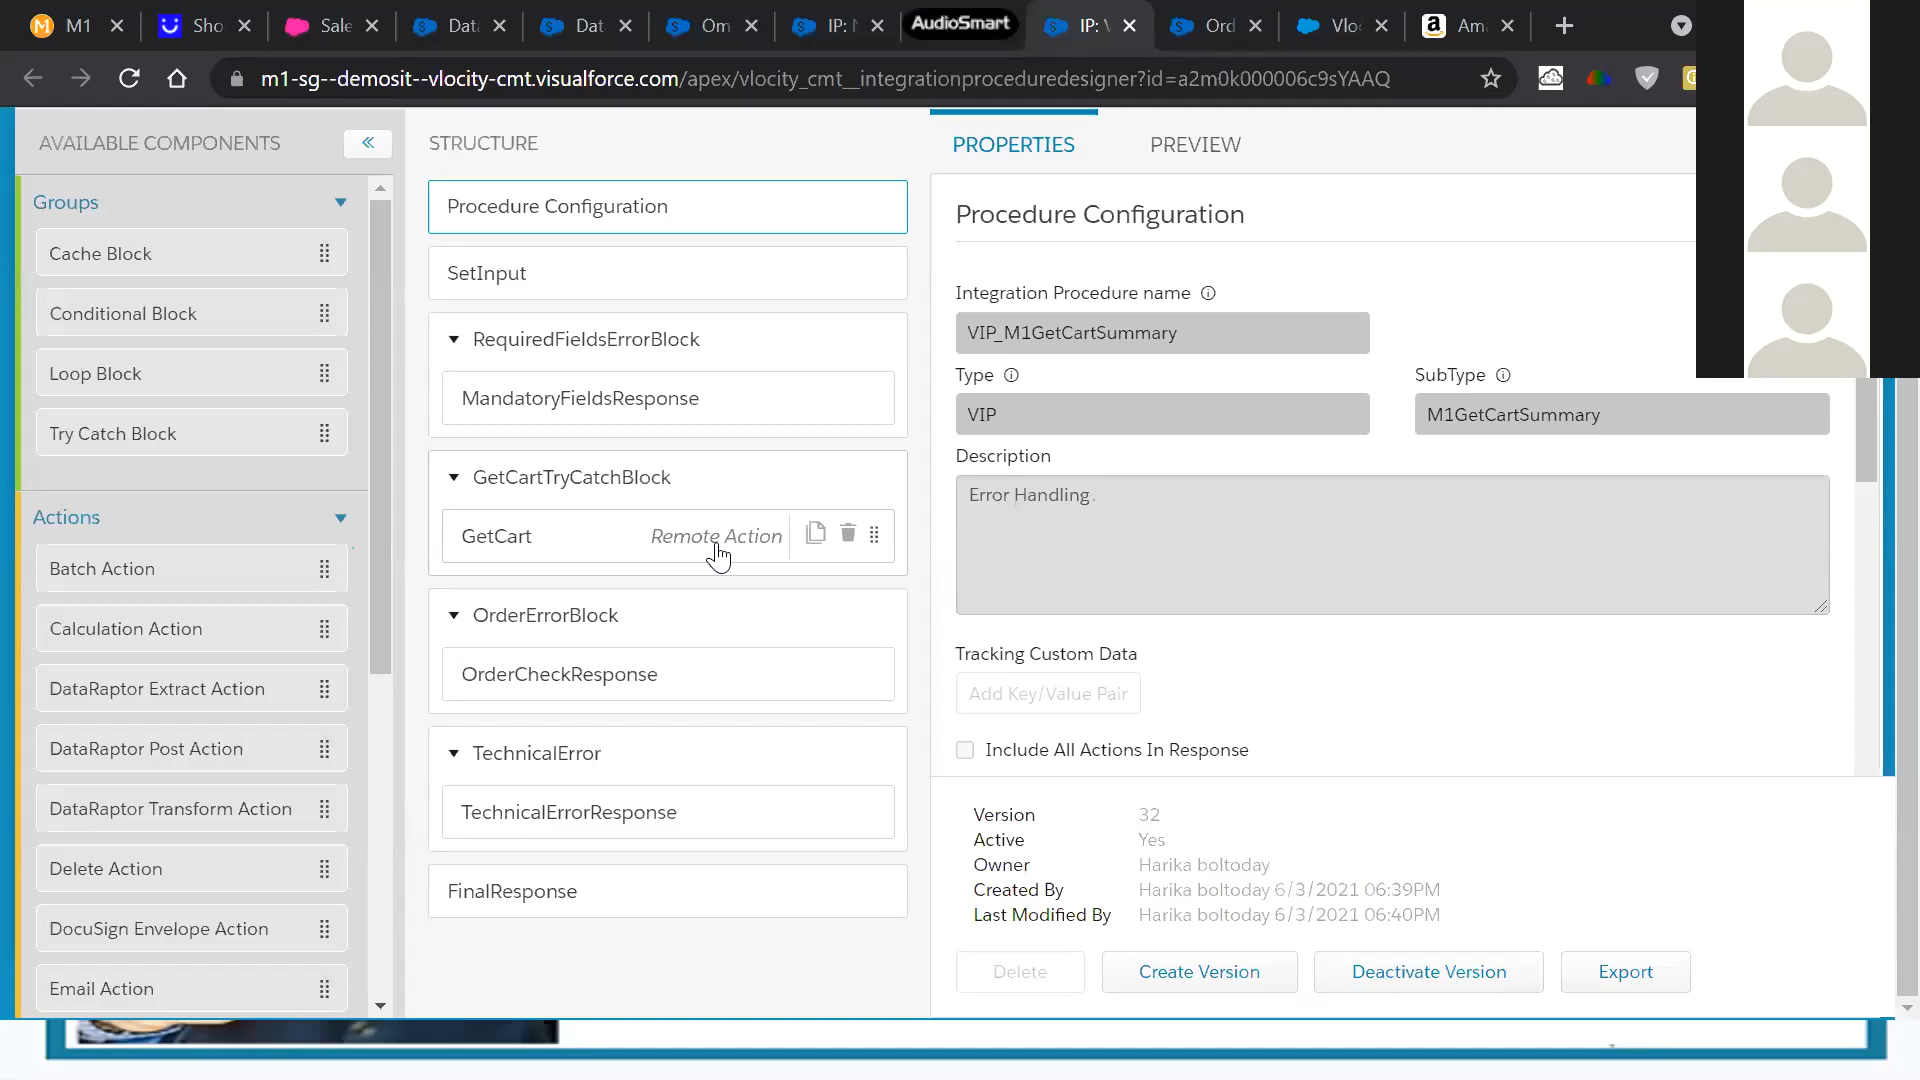 M1
Sho
Sale
Data
Dat
Om
IP: N
AudioSmart
IP: V
Ord
Vlo
Am
m1-sg--demosit--vlocity-cmt.visualforce.com/apex/vlocity_cmt__integrationproceduredesigner?id=a2m0k000006c9sYAAQ
AVAILABLE COMPONENTS
Groups
Cache Block
Conditional Block
Loop Block
Try Catch Block
Actions
Batch Action
Calculation Action
DataRaptor Extract Action
DataRaptor Post Action
DataRaptor Transform Action
Delete Action
DocuSign Envelope Action
Email Action
STRUCTURE
Procedure Configuration
SetInput
RequiredFieldsErrorBlock
MandatoryFieldsResponse
GetCartTryCatchBlock
GetCart Remote Action
OrderErrorBlock
OrderCheckResponse
TechnicalError
TechnicalErrorResponse
FinalResponse
PROPERTIES PREVIEW
Procedure Configuration
Integration Procedure name
VIP_M1GetCartSummary
Type SubType
VIP M1GetCartSummary
Description
Error Handling.
Tracking Custom Data
Add Key/Value Pair
Include All Actions In Response
Version 32
Active Yes
Owner Harika boltoday
Created By Harika boltoday 6/3/2021 06:39PM
Last Modified By Harika boltoday 6/3/2021 06:40PM
Delete Create Version Deactivate Version Export